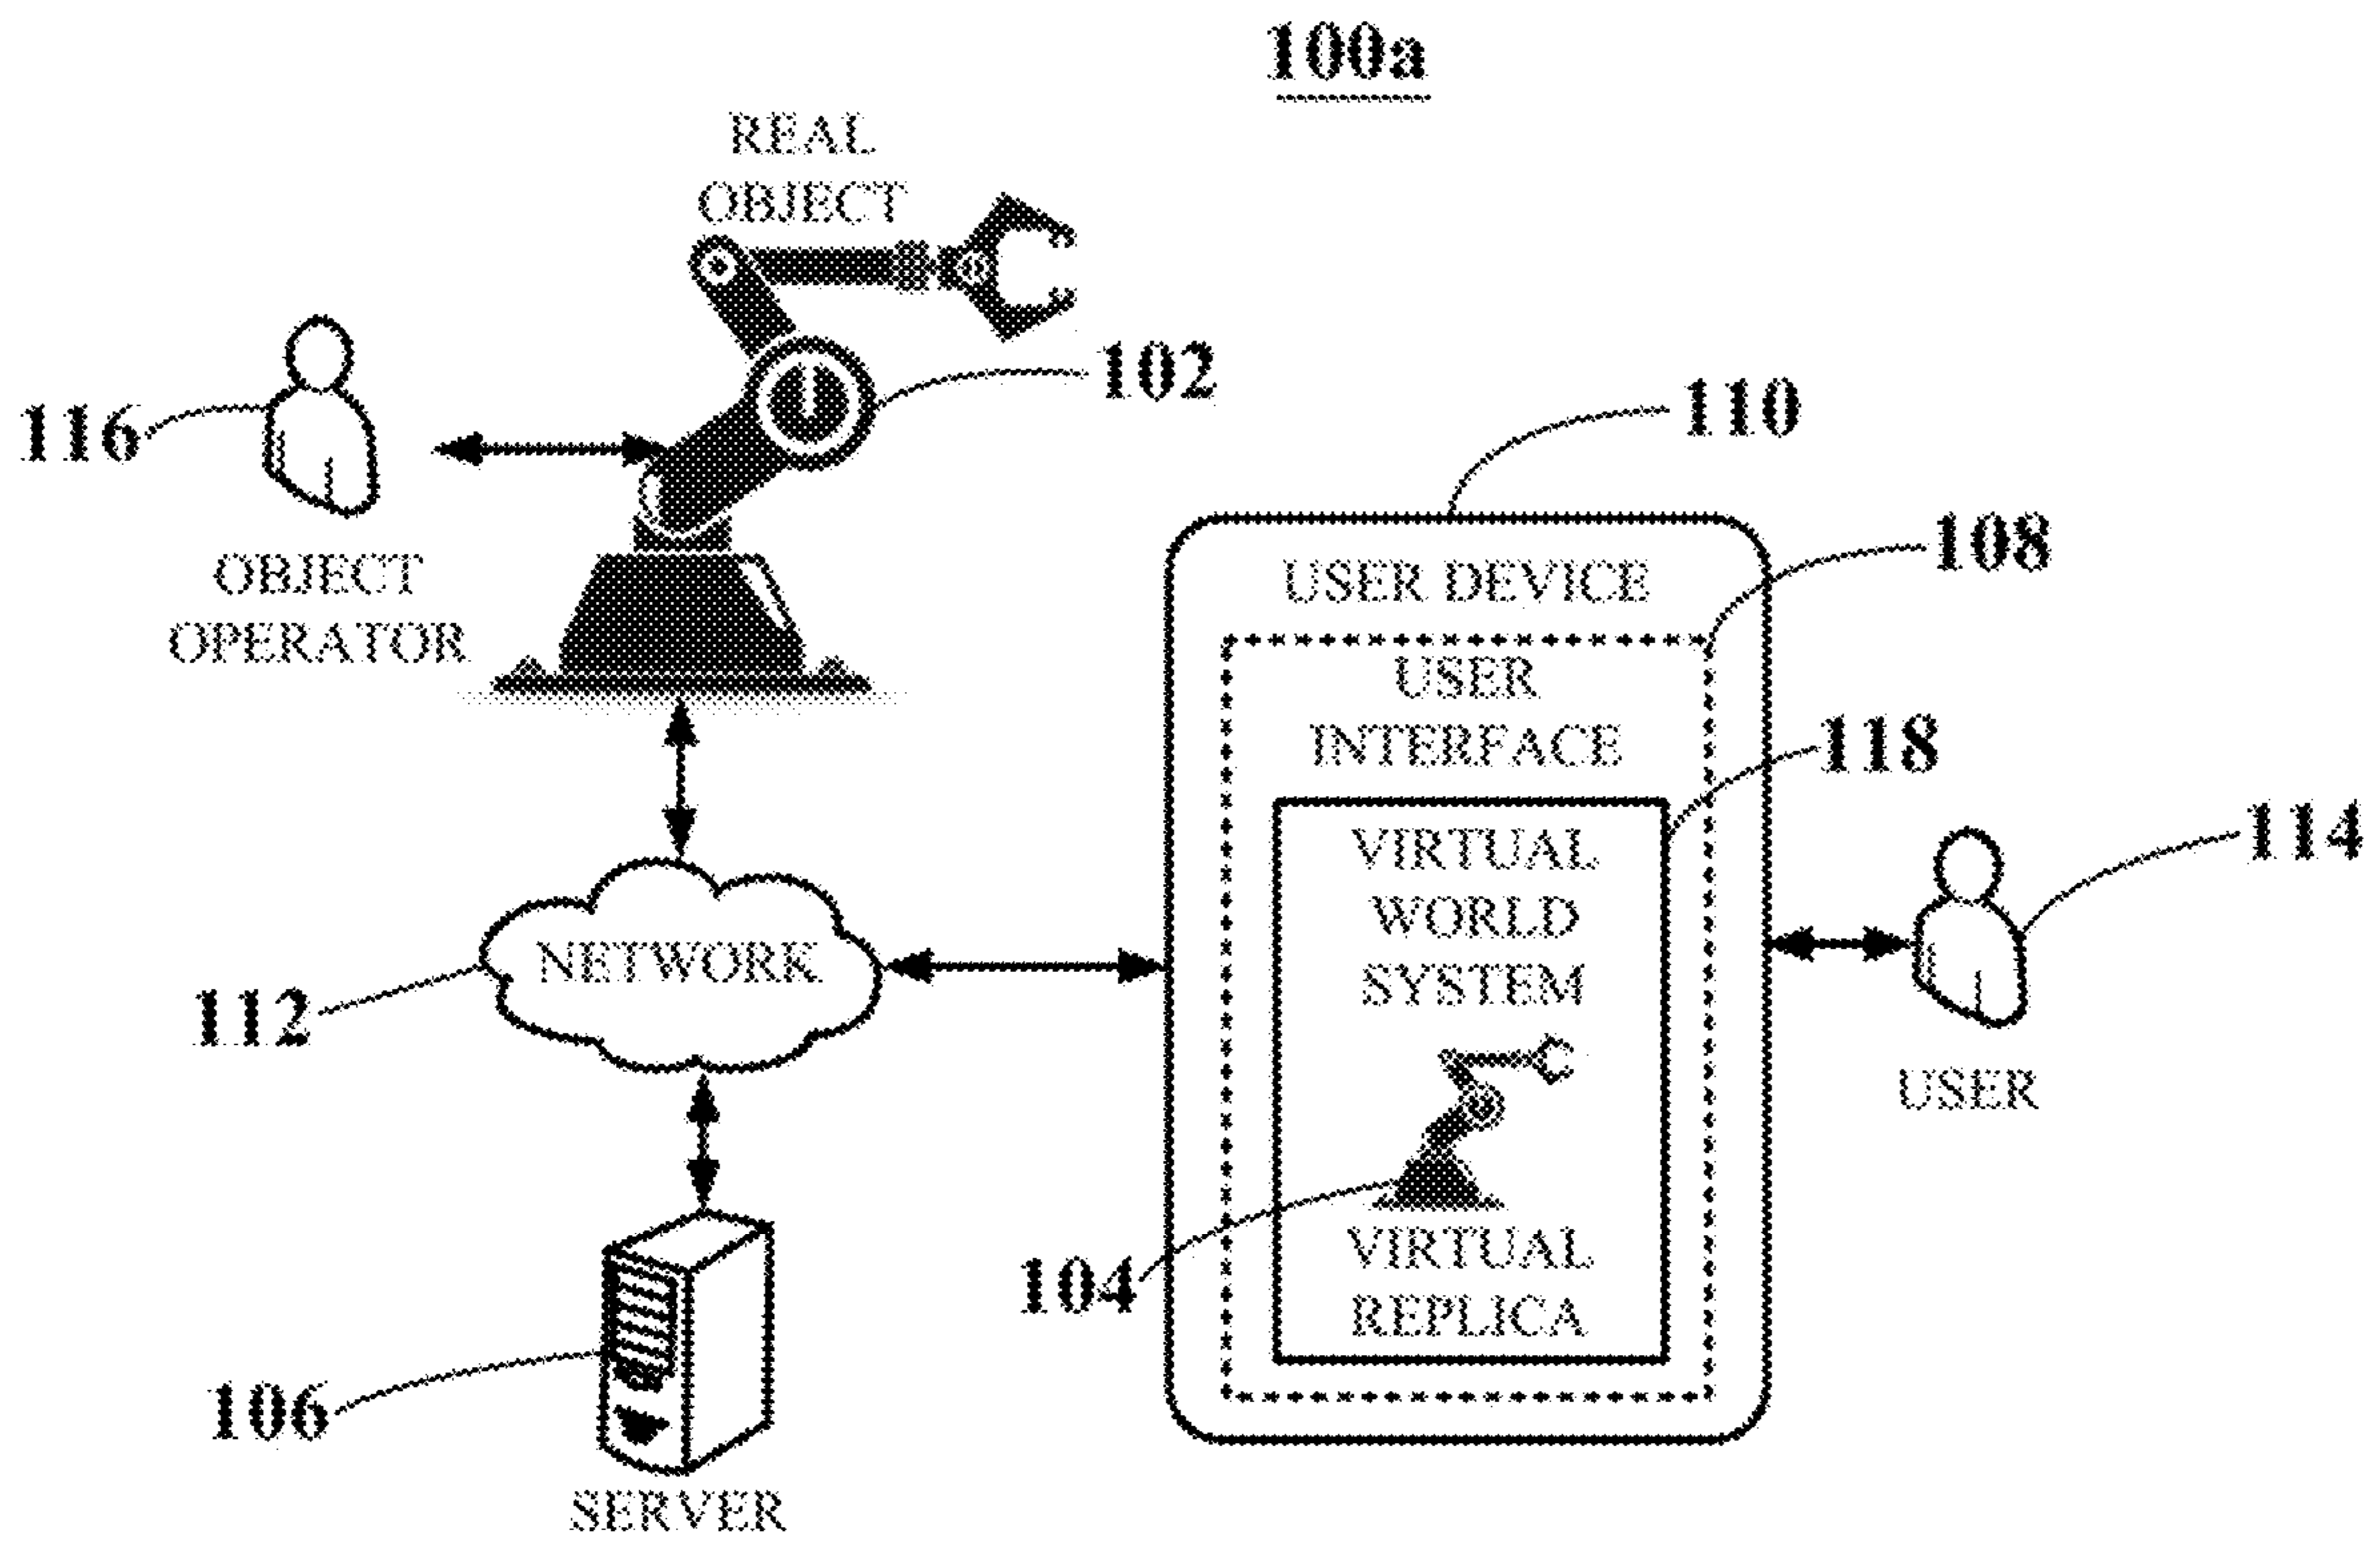 100a
REAL
OBJECT
102
116
OBJECT
OPERATOR
110
USER DEVICE
108
USER
INTERFACE
118
VIRTUAL
WORLD
SYSTEM
114
USER
NETWORK
112
104
VIRTUAL
REPLICA
106
SERVER